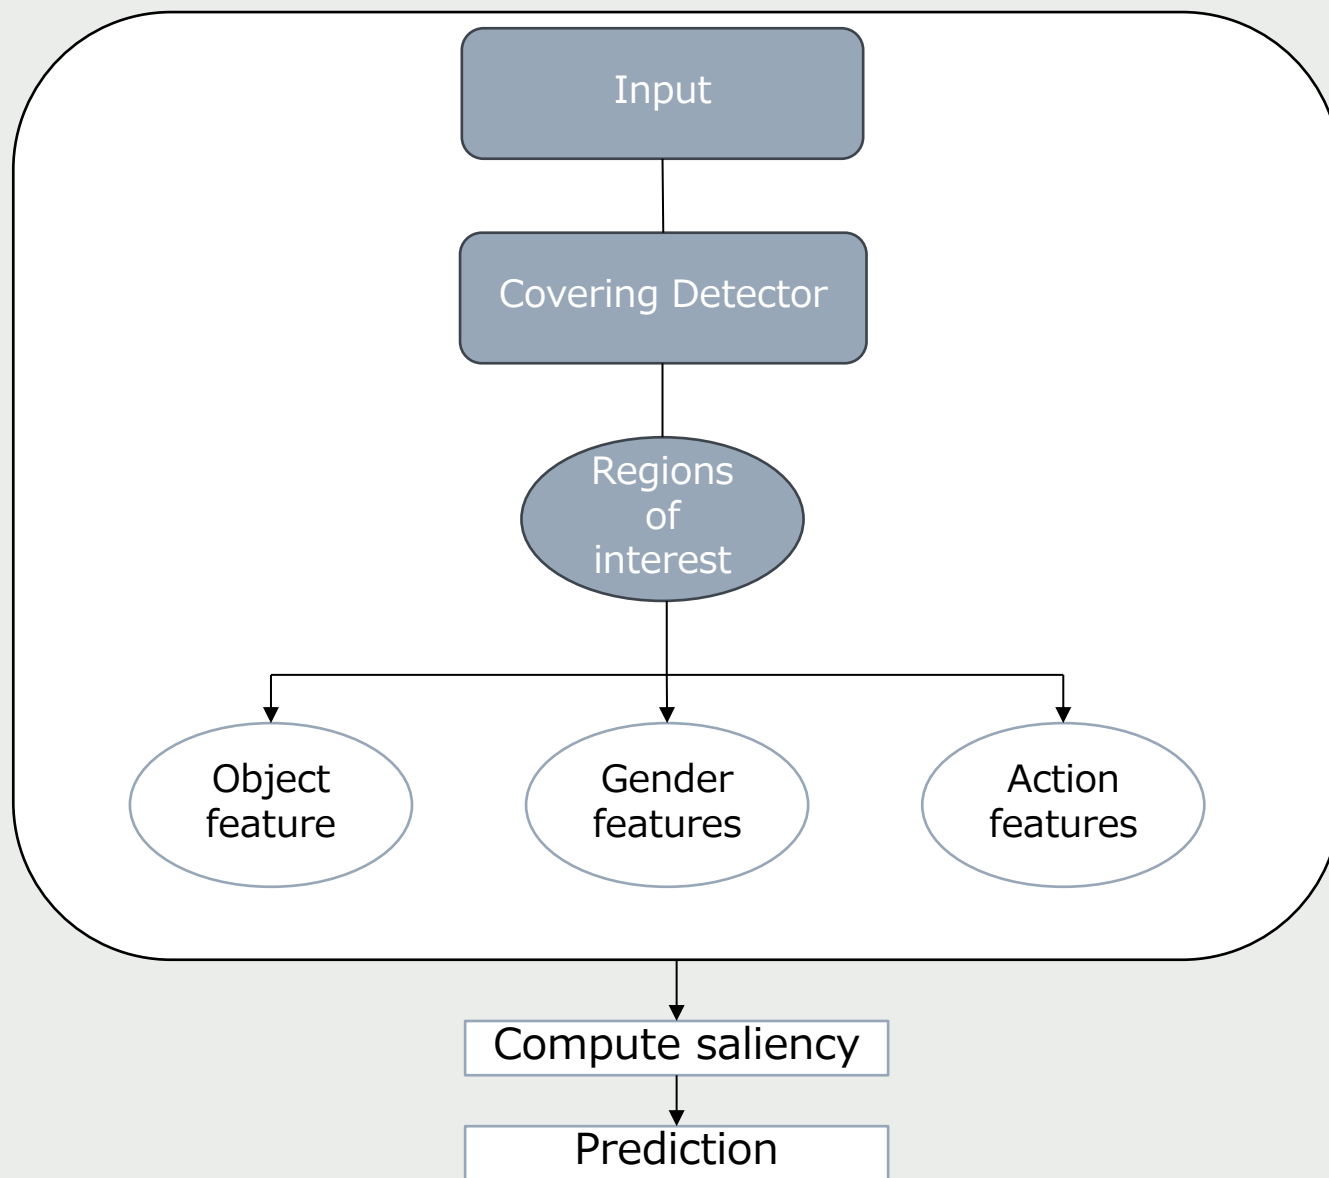 Input
Covering Detector
Regions
of
interest
Object
feature
Gender
features
Action
features
Compute saliency
Prediction